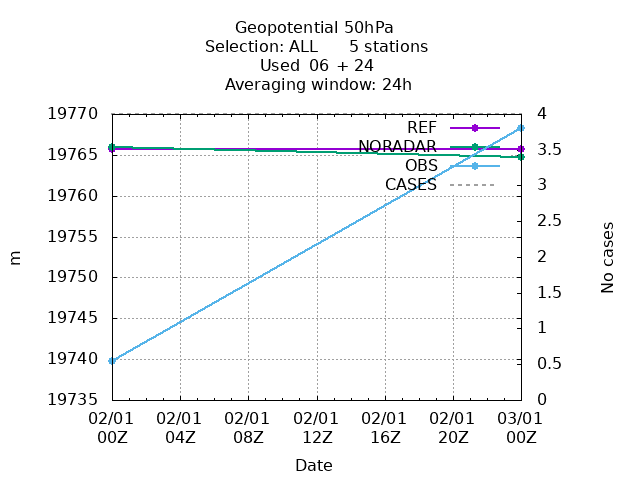 Geopotential 50hPa
Selection: ALL 5 stations
Used 06 + 24
Averaging window: 24h
19770
19765
19760
19755
19750
19745
19740
19735
m
4
3.5
3
2.5
2
1.5
1
0.5
0
No cases
REF
NORADAR
OBS
CASES
02/01 02/01 02/01 02/01 02/01 02/01 03/01
00Z 04Z 08Z 12Z 16Z 20Z 00Z
Date